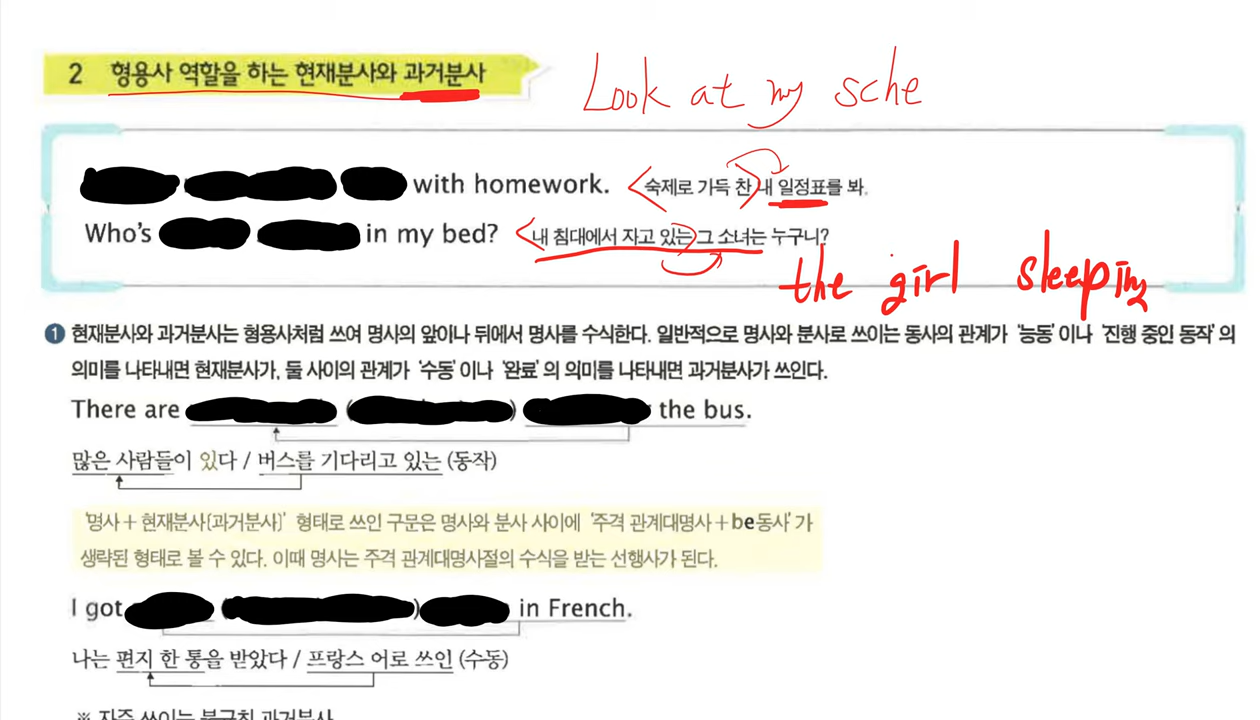 2 형용사 역할을 하는 현재분사와 과거분사
Look at my sche
with homework. 숙제로 가득 찬 내 일정표를 봐.
Who's in my bed? 내 침대에서 자고 있는 그 소녀는 누구니?
the girl sleeping
1 현재분사와 과거분사는 형용사처럼 쓰여 명사의 앞이나 뒤에서 명사를 수식한다. 일반적으로 명사와 분사로 쓰이는 동사의 관계가 '능동'이나 '진행 중인 동작'의
의미를 나타내면 현재분사가, 둘 사이의 관계가 '수동'이나 '완료'의 의미를 나타내면 과거분사가 쓰인다.
There are ( ) the bus.
많은 사람들이 있다 / 버스를 기다리고 있는 (동작)
'명사+현재분사[과거분사]' 형태로 쓰인 구문은 명사와 분사 사이에 '주격 관계대명사+be동사'가
생략된 형태로 볼 수 있다. 이때 명사는 주격 관계대명사절의 수식을 받는 선행사가 된다.
I got ( ) in French.
나는 편지 한 통을 받았다 / 프랑스 어로 쓰인 (수동)
※ 자주 쓰이는 불규칙 과거분사